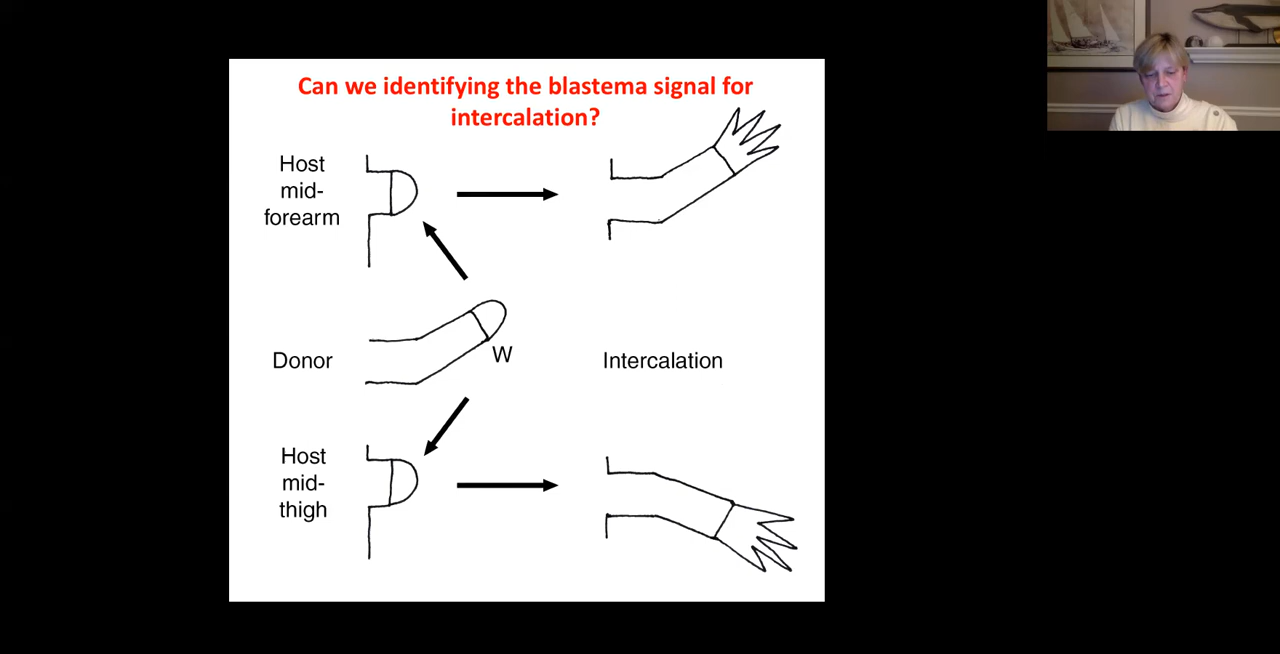 Can we identifying the blastema signal for
intercalation?
Host
mid-
forearm
Donor
W
Intercalation
Host
mid-
thigh